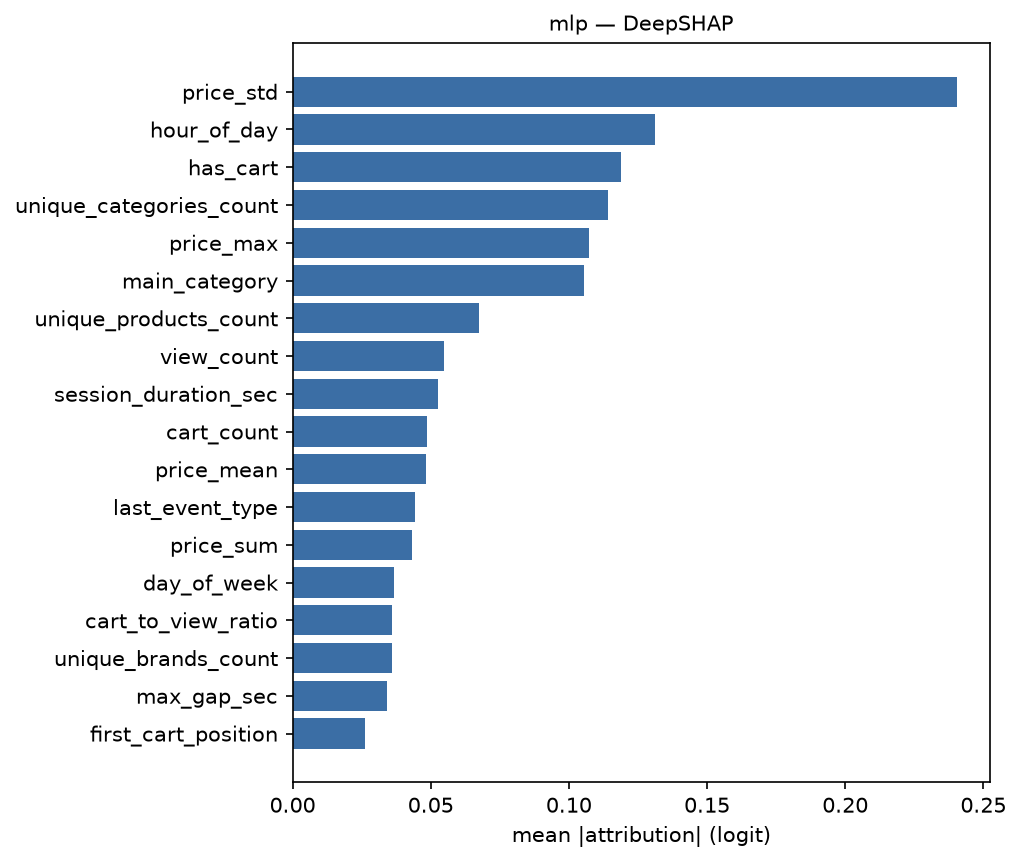 mlp — DeepSHAP
price_std
hour_of_day
has_cart
unique_categories_count
price_max
main_category
unique_products_count
view_count
session_duration_sec
cart_count
price_mean
last_event_type
price_sum
day_of_week
cart_to_view_ratio
unique_brands_count
max_gap_sec
first_cart_position
0.00 0.05 0.10 0.15 0.20 0.25
mean |attribution| (logit)